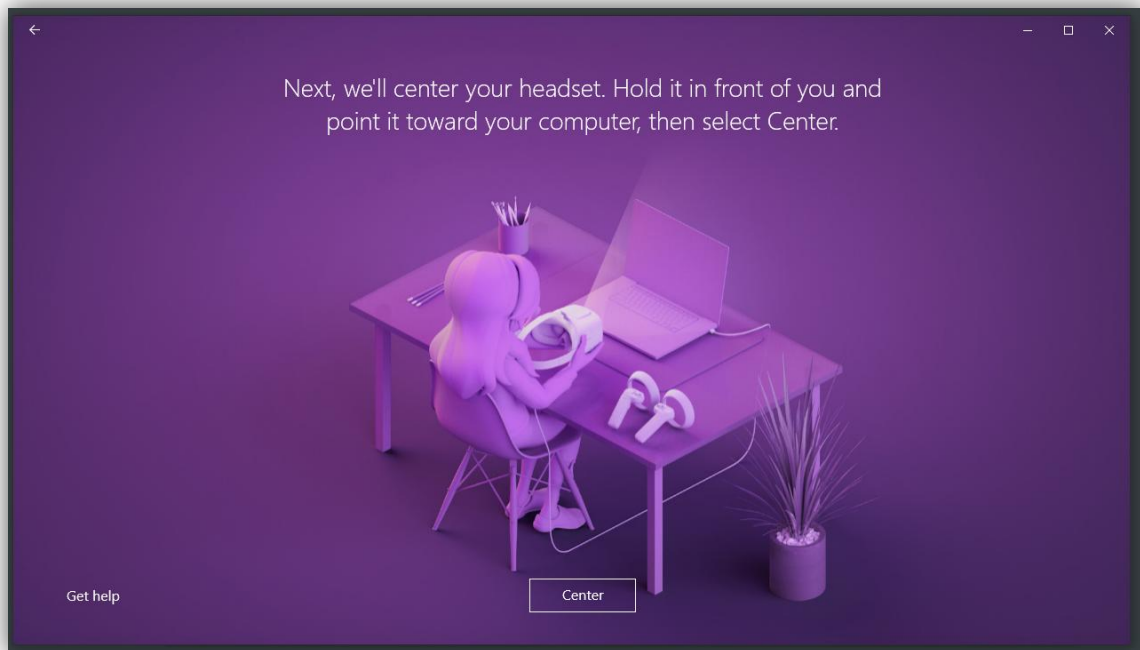 Next, we'll center your headset. Hold it in front of you and
point it toward your computer, then select Center.
Get help
Center